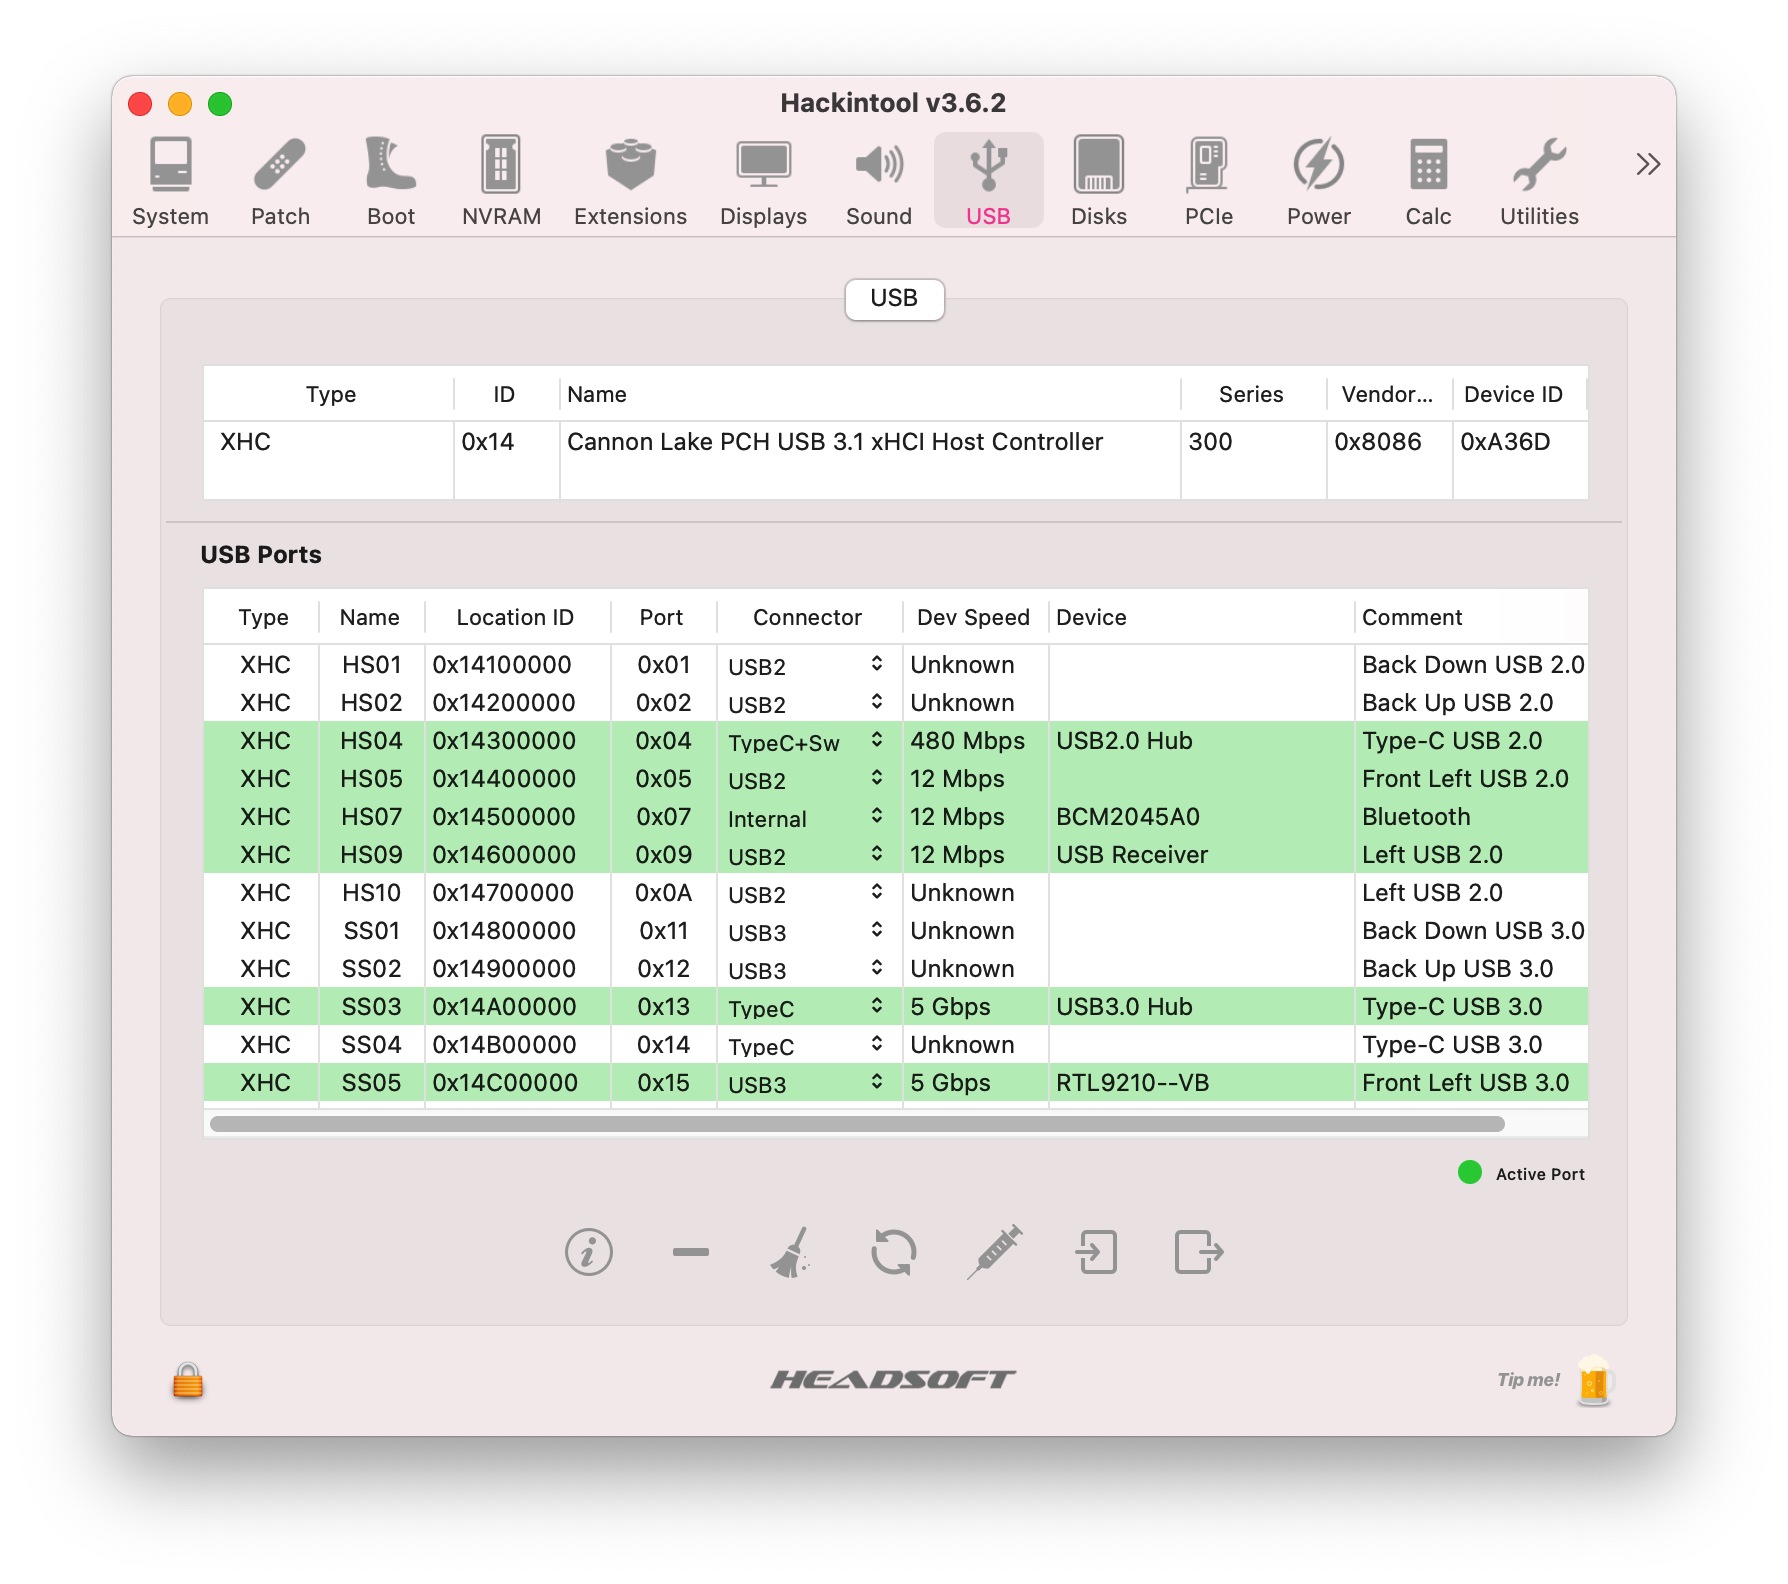 Hackintool v3.6.2
System Patch Boot NVRAM Extensions Displays Sound USB Disks PCIe Power Calc Utilities
USB
Type ID Name Series Vendor... Device ID
XHC 0x14 Cannon Lake PCH USB 3.1 xHCI Host Controller 300 0x8086 0xA36D
USB Ports
Type Name Location ID Port Connector Dev Speed Device Comment
XHC HS01 0x14100000 0x01 USB2 Unknown Back Down USB 2.0
XHC HS02 0x14200000 0x02 USB2 Unknown Back Up USB 2.0
XHC HS04 0x14300000 0x04 TypeC+Sw 480 Mbps USB2.0 Hub Type-C USB 2.0
XHC HS05 0x14400000 0x05 USB2 12 Mbps Front Left USB 2.0
XHC HS07 0x14500000 0x07 Internal 12 Mbps BCM2045A0 Bluetooth
XHC HS09 0x14600000 0x09 USB2 12 Mbps USB Receiver Left USB 2.0
XHC HS10 0x14700000 0x0A USB2 Unknown Left USB 2.0
XHC SS01 0x14800000 0x11 USB3 Unknown Back Down USB 3.0
XHC SS02 0x14900000 0x12 USB3 Unknown Back Up USB 3.0
XHC SS03 0x14A00000 0x13 TypeC 5 Gbps USB3.0 Hub Type-C USB 3.0
XHC SS04 0x14B00000 0x14 TypeC Unknown Type-C USB 3.0
XHC SS05 0x14C00000 0x15 USB3 5 Gbps RTL9210--VB Front Left USB 3.0
Active Port
HEADSOFT
Tip me!